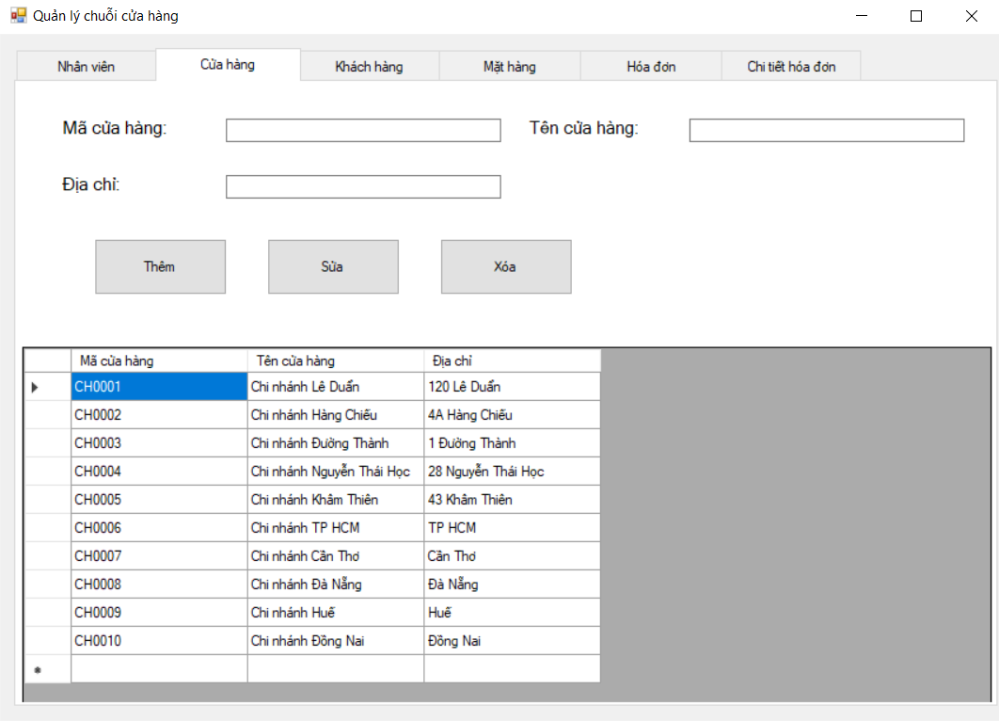 Quản lý chuỗi cửa hàng
Nhân viên Cửa hàng Khách hàng Mặt hàng Hóa đơn Chi tiết hóa đơn
Mã cửa hàng: Tên cửa hàng:
Địa chỉ:
Thêm Sửa Xóa
Mã cửa hàng Tên cửa hàng Địa chỉ
CH0001 Chi nhánh Lê Duẩn 120 Lê Duẩn
CH0002 Chi nhánh Hàng Chiếu 4A Hàng Chiếu
CH0003 Chi nhánh Đường Thành 1 Đường Thành
CH0004 Chi nhánh Nguyễn Thái Học 28 Nguyễn Thái Học
CH0005 Chi nhánh Khâm Thiên 43 Khâm Thiên
CH0006 Chi nhánh TP HCM TP HCM
CH0007 Chi nhánh Cần Thơ Cần Thơ
CH0008 Chi nhánh Đà Nẵng Đà Nẵng
CH0009 Chi nhánh Huế Huế
CH0010 Chi nhánh Đồng Nai Đồng Nai